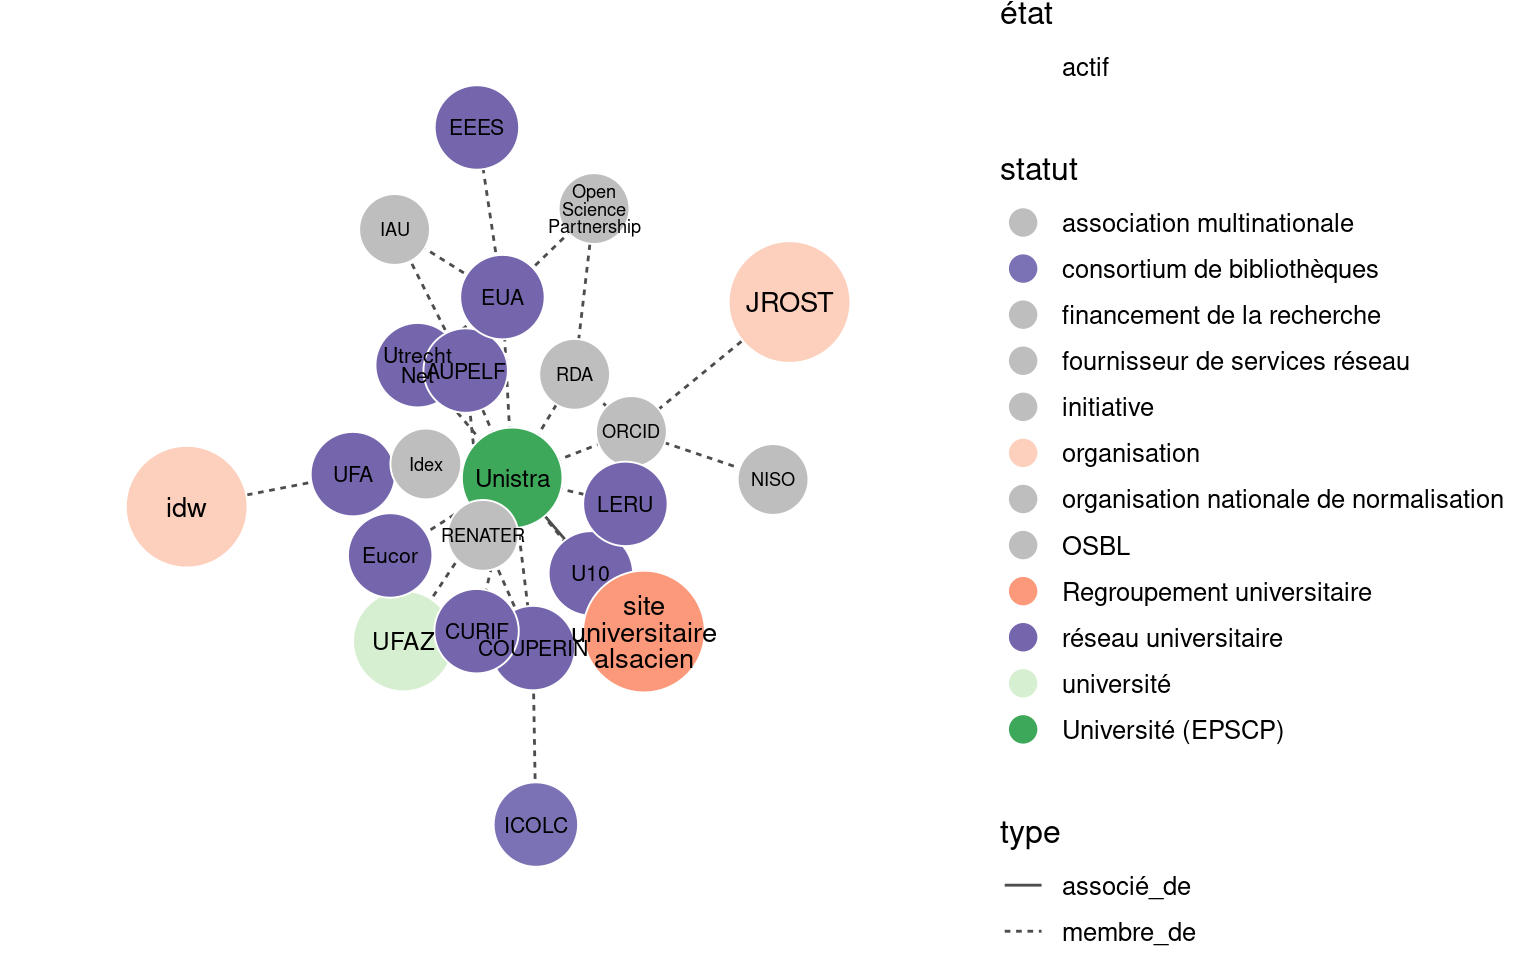 EEES
IAU
Open
Science
Partnership
EUA
JROST
Utrecht
Net
AUPELF
RDA
ORCID
UFA
Idex
Unistra
NISO
idw
LERU
RENATER
Eucor
U10
site
universitaire
alsacien
UFAZ
CURIF
COUPERIN
ICOLC
état
actif
statut
association multinationale
consortium de bibliothèques
financement de la recherche
fournisseur de services réseau
initiative
organisation
organisation nationale de normalisation
OSBL
Regroupement universitaire
réseau universitaire
université
Université (EPSCP)
type
associé_de
membre_de